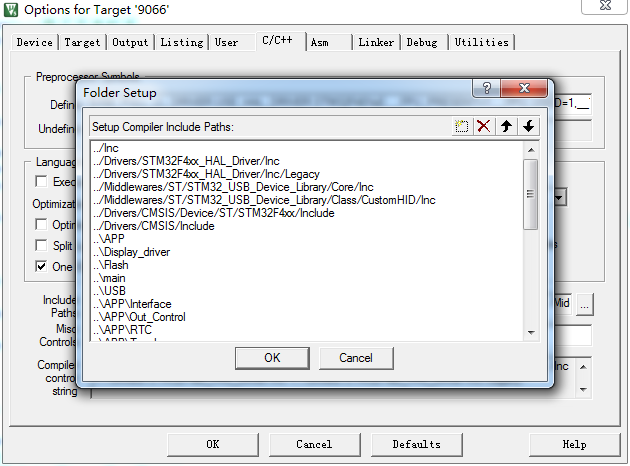 Options for Target '9066'
Device Target Output Listing User C/C++ Asm Linker Debug Utilities
Preprocessor Symbols
Folder Setup
Setup Compiler Include Paths:
../Inc
../Drivers/STM32F4xx_HAL_Driver/Inc
../Drivers/STM32F4xx_HAL_Driver/Inc/Legacy
../Middlewares/ST/STM32_USB_Device_Library/Core/Inc
../Middlewares/ST/STM32_USB_Device_Library/Class/CustomHID/Inc
../Drivers/CMSIS/Device/ST/STM32F4xx/Include
../Drivers/CMSIS/Include
..\APP
..\Display_driver
..\Flash
..\main
..\USB
..\APP\Interface
..\APP\Out_Control
..\APP\RTC
OK Cancel
Define
D=1,__
Undefine
Languag
Exec
Optimizat
Optin
Split
One
Include
Paths
Mid
...
Misc
Controls
Compile
control
string
Inc
OK Cancel Defaults Help